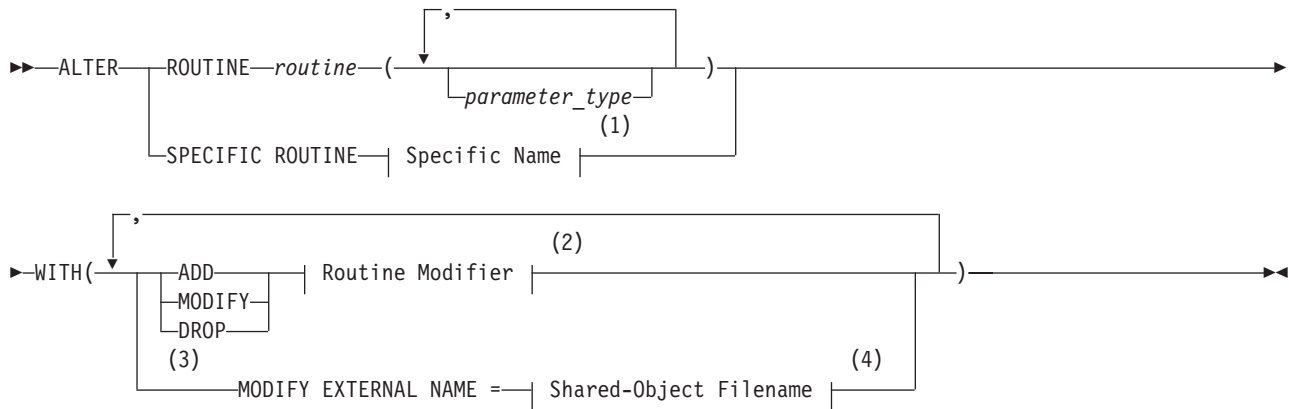 ,
ALTER ROUTINE routine ( )
parameter_type
(1)
SPECIFIC ROUTINE Specific Name
,
(2)
WITH( ADD Routine Modifier )
MODIFY
DROP
(3) (4)
MODIFY EXTERNAL NAME = Shared-Object Filename